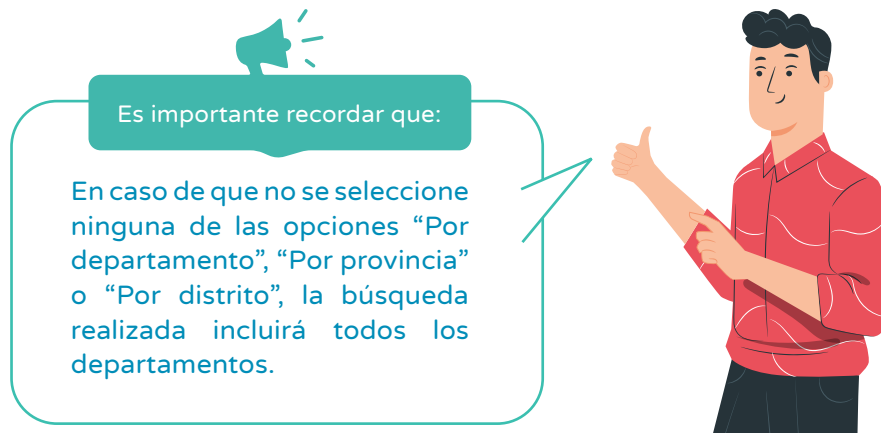 Es importante recordar que:
En caso de que no se seleccione
ninguna de las opciones “Por
departamento”, “Por provincia”
o “Por distrito”, la búsqueda
realizada incluirá todos los
departamentos.